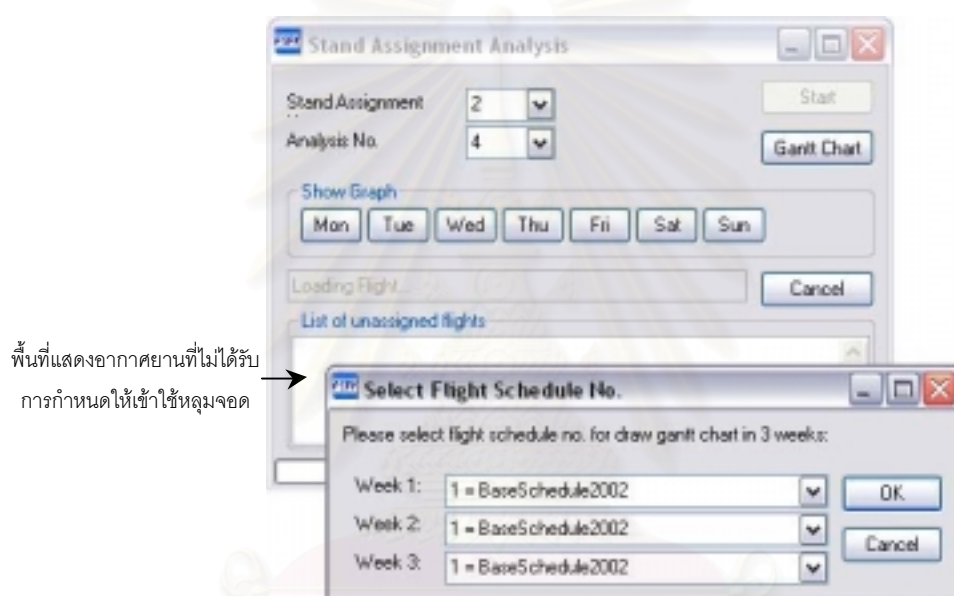 Stand Assignment Analysis
Stand Assignment 2 Start
Analysis No. 4 Gantt Chart
Show Graph
Mon Tue Wed Thu Fri Sat Sun
Loading Flight... Cancel
List of unassigned flights
พื้นที่แสดงอากาศยานที่ไม่ได้รับ
การกำหนดให้เข้าใช้หลุมจอด
Select Flight Schedule No.
Please select flight schedule no. for draw gantt chart in 3 weeks:
Week 1: 1 = BaseSchedule2002 OK
Week 2: 1 = BaseSchedule2002 Cancel
Week 3: 1 = BaseSchedule2002